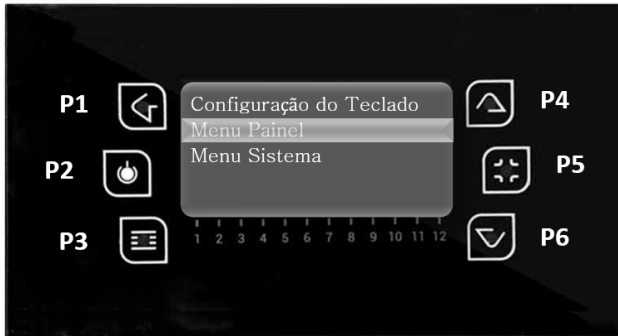 P1
Configuração do Teclado
P4
Menu Painel
P2
Menu Sistema
P5
P3
1 2 3 4 5 6 7 8 9 10 11 12
P6